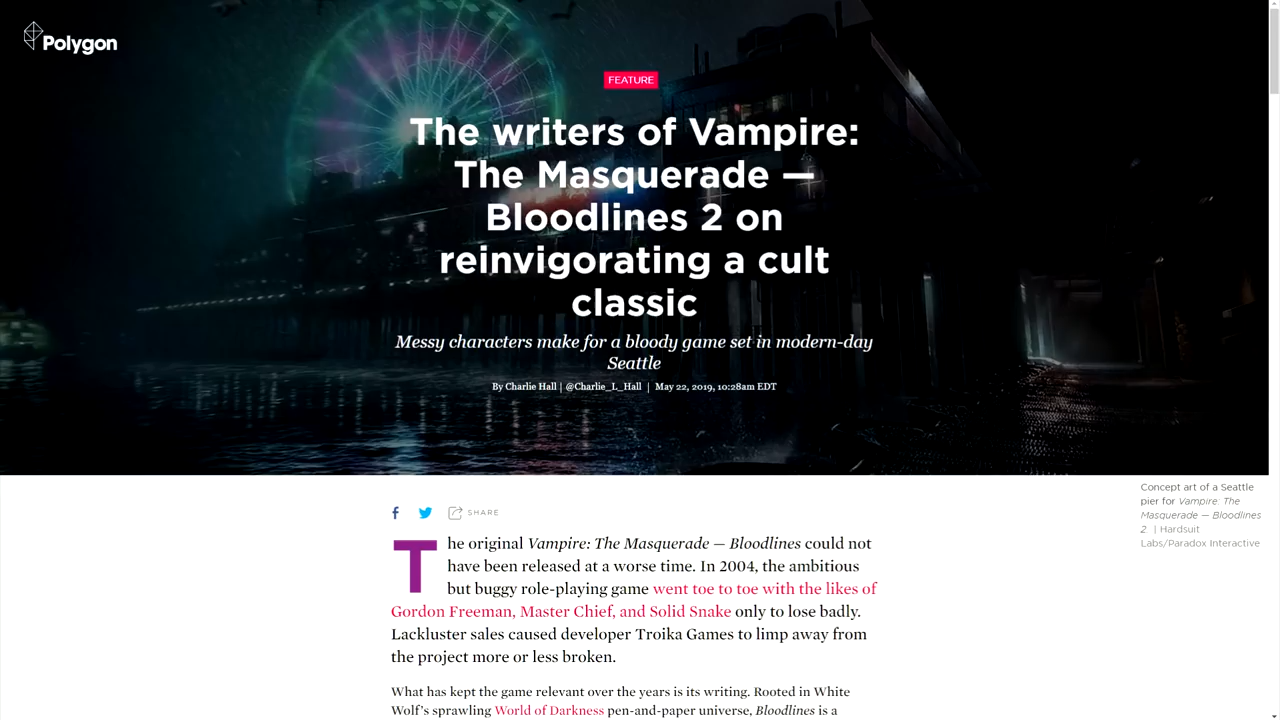 Polygon
FEATURE
The writers of Vampire:
The Masquerade —
Bloodlines 2 on
reinvigorating a cult
classic
Messy characters make for a bloody game set in modern-day
Seattle
By Charlie Hall | @Charlie_L_Hall | May 22, 2019, 10:28am EDT
Concept art of a Seattle
pier for Vampire: The
Masquerade — Bloodlines
2 | Hardsuit
Labs/Paradox Interactive
SHARE
The original Vampire: The Masquerade — Bloodlines could not
have been released at a worse time. In 2004, the ambitious
but buggy role-playing game went toe to toe with the likes of
Gordon Freeman, Master Chief, and Solid Snake only to lose badly.
Lackluster sales caused developer Troika Games to limp away from
the project more or less broken.
What has kept the game relevant over the years is its writing. Rooted in White
Wolf's sprawling World of Darkness pen-and-paper universe, Bloodlines is a